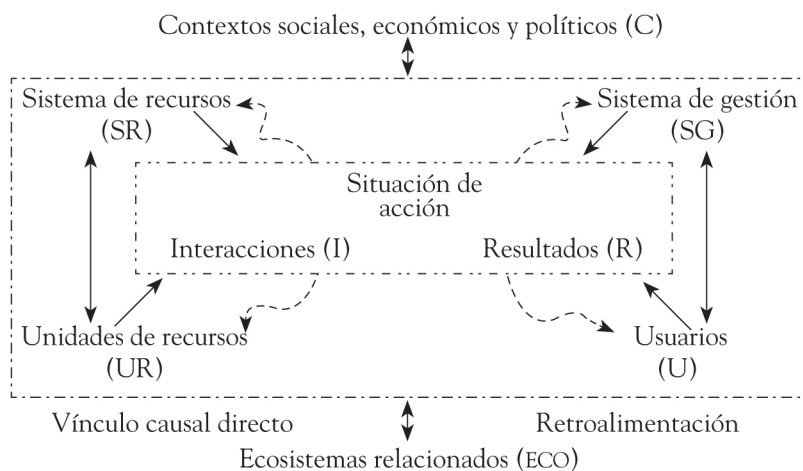 Contextos sociales, económicos y políticos (C)
Sistema de recursos
(SR)
Sistema de gestión
(SG)
Situación de
acción
Interacciones (I)
Resultados (R)
Unidades de recursos
(UR)
Usuarios
(U)
Vínculo causal directo
Retroalimentación
Ecosistemas relacionados (ECO)